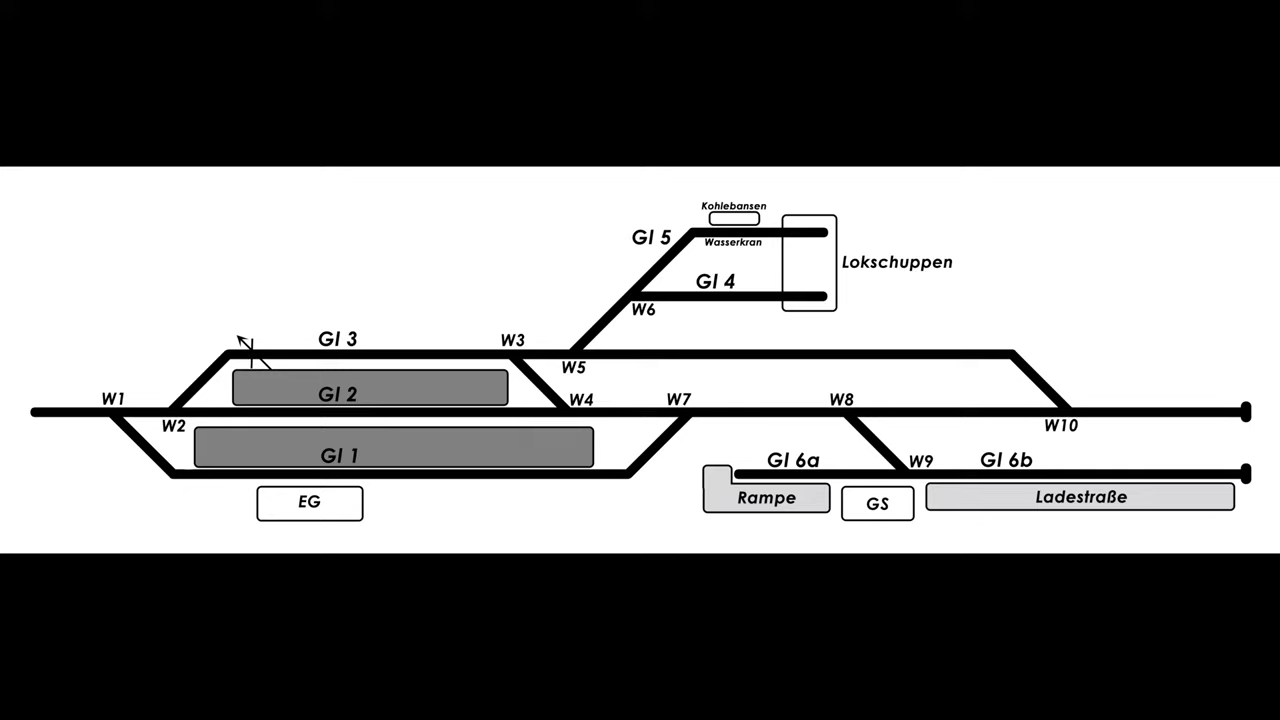 Kohlebansen
Gl 5
Wasserkran
Lokschuppen
Gl 4
W6
Gl 3
W3
W5
Gl 2
W1
W4
W7
W8
W2
W10
Gl 1
Gl 6a
W9
Gl 6b
EG
Rampe
GS
Ladestraße